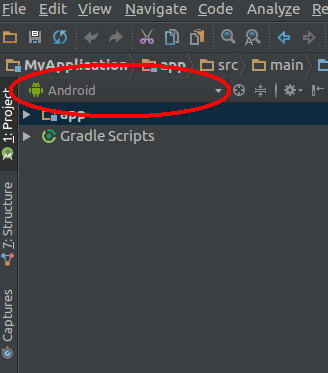 File Edit View Navigate Code Analyze Re
MyApplication app src main
Android
app
Gradle Scripts
1: Project
7: Structure
Captures